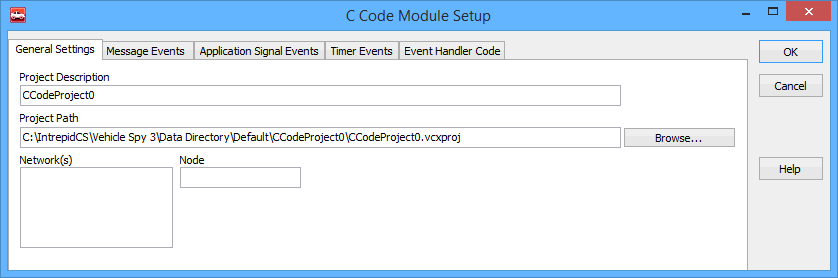 C Code Module Setup
General Settings Message Events Application Signal Events Timer Events Event Handler Code
OK
Project Description
Cancel
CCodeProject0
Project Path
C:\IntrepidCS\Vehicle Spy 3\Data Directory\Default\CCodeProject0\CCodeProject0.vcxproj Browse...
Network(s) Node
Help